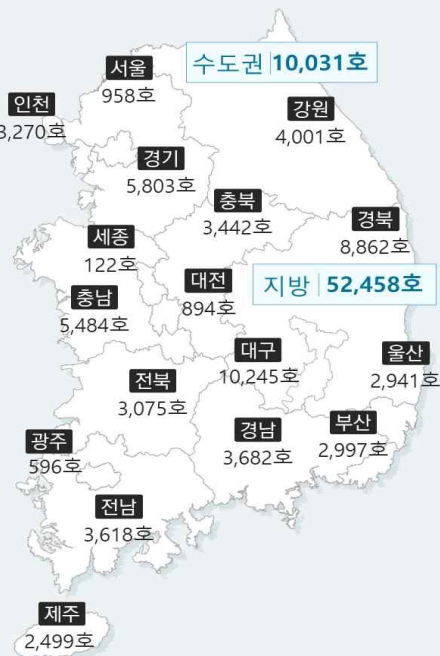 서울
958호
수도권 10,031호
인천
3,270호
강원
4,001호
경기
5,803호
충북
3,442호
경북
8,862호
세종
122호
대전
894호
지방 52,458호
충남
5,484호
대구
10,245호
울산
2,941호
전북
3,075호
경남
3,682호
부산
2,997호
광주
596호
전남
3,618호
제주
2,499호